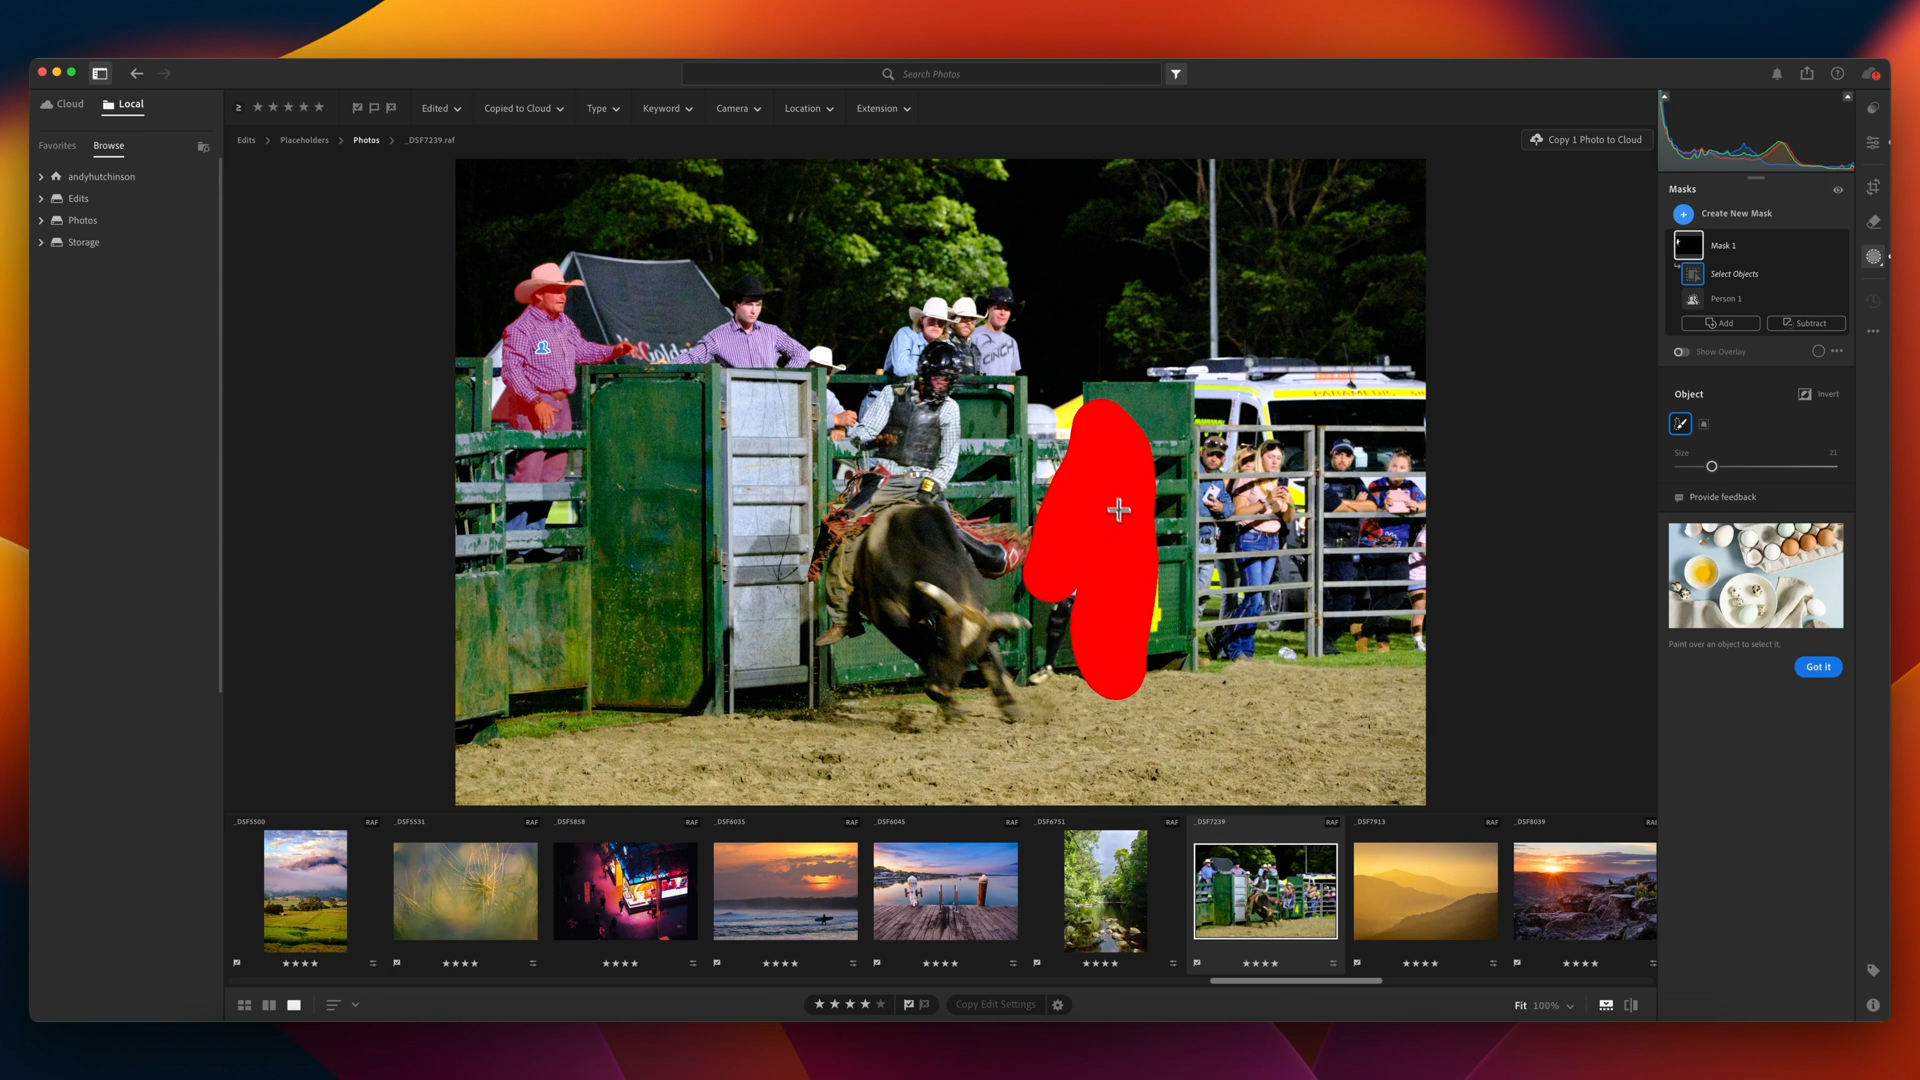 Search Photos
Cloud
Local
≥ ★ ★ ★ ★ ★
Edited
Copied to Cloud
Type
Keyword
Camera
Location
Extension
Favorites
Browse
Edits > Placeholders > Photos > _DSF7239.raf
Copy 1 Photo to Cloud
andyhutchinson
Edits
Photos
Storage
PARAMEDIC
CINCH
Masks
Create New Mask
Mask 1
Select Objects
Person 1
Add
Subtract
Show Overlay
Object
Invert
Size
21
Provide feedback
Paint over an object to select it.
Got it
_DSF5500
RAF
_DSF5531
RAF
_DSF5858
RAF
_DSF6035
RAF
_DSF6045
RAF
_DSF6751
RAF
_DSF7239
RAF
_DSF7913
RAF
_DSF8039
RAF
Copy Edit Settings
Fit
100%